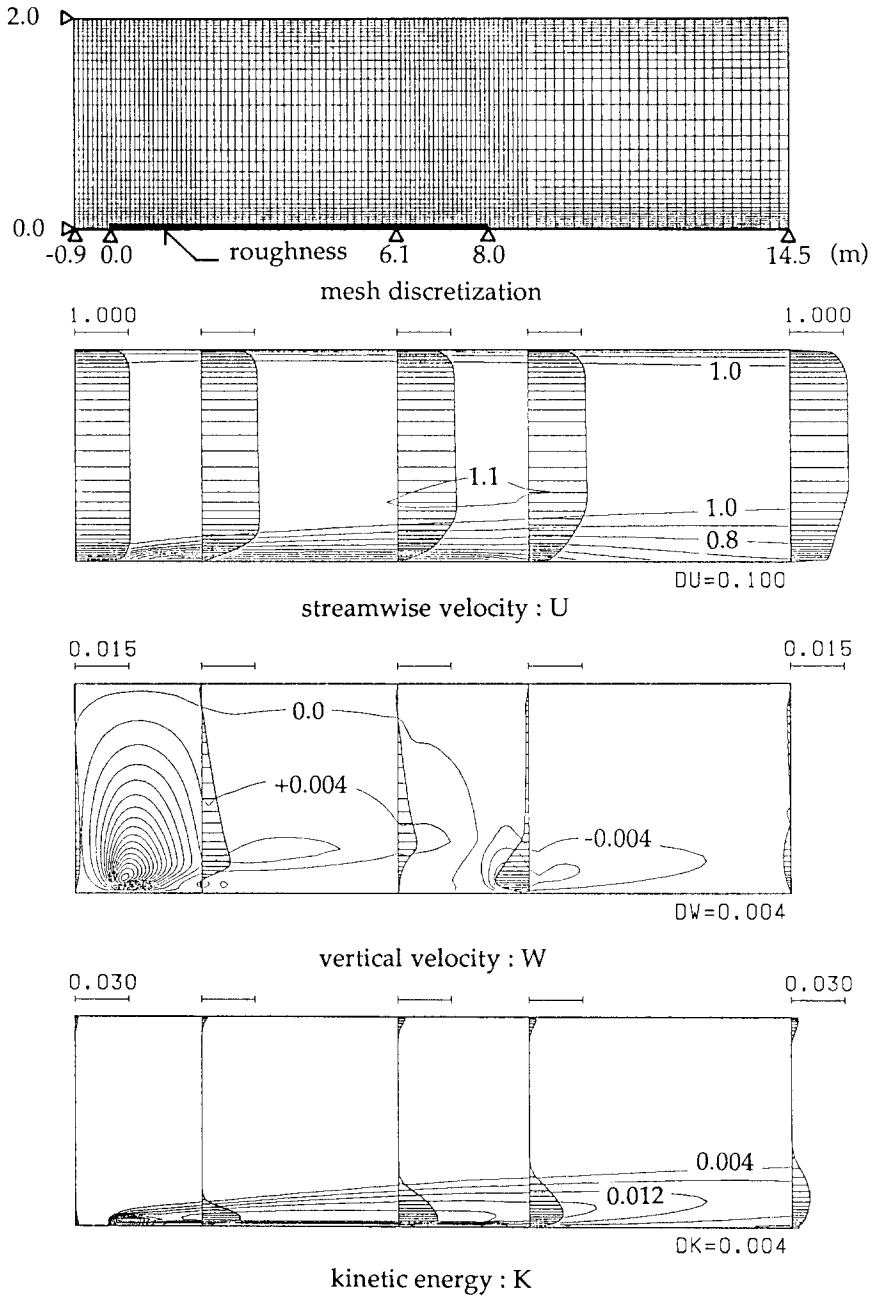 2.0
0.0
roughness
-0.9 0.0 6.1 8.0 14.5 (m)
mesh discretization
1.000 1.000
1.0
1.1
1.0
0.8
DU=0.100
streamwise velocity : U
0.015 0.015
0.0
+0.004
-0.004
DW=0.004
vertical velocity : W
0.030 0.030
0.004
0.012
DK=0.004
kinetic energy : K